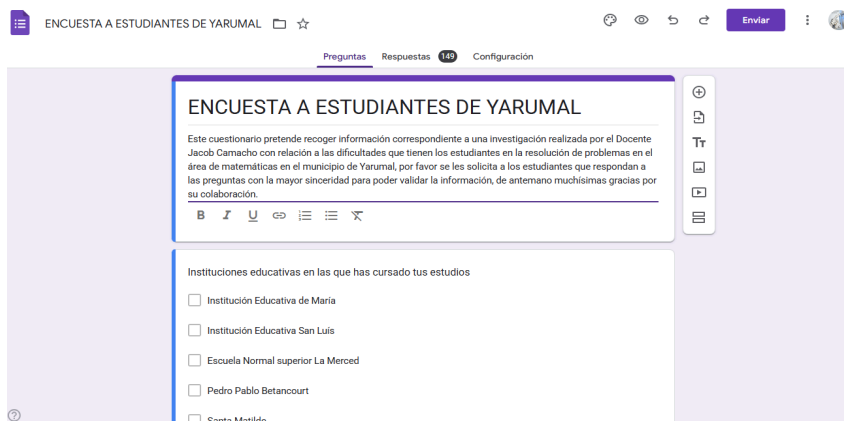 ENCUESTA A ESTUDIANTES DE YARUMAL
Enviar
Preguntas Respuestas 149 Configuración
ENCUESTA A ESTUDIANTES DE YARUMAL
Este cuestionario pretende recoger información correspondiente a una investigación realizada por el Docente
Jacob Camacho con relación a las dificultades que tienen los estudiantes en la resolución de problemas en el
área de matemáticas en el municipio de Yarumal, por favor se les solicita a los estudiantes que respondan a
las preguntas con la mayor sinceridad para poder validar la información, de antemano muchísimas gracias por
su colaboración.
B I U
Tт
Instituciones educativas en las que has cursado tus estudios
Institución Educativa de María
Institución Educativa San Luís
Escuela Normal superior La Merced
Pedro Pablo Betancourt
Santa Matilde